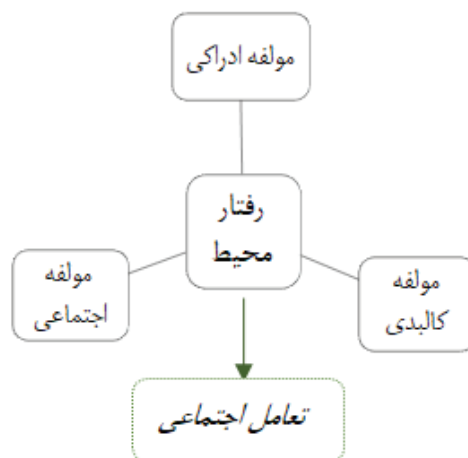 مولفه ادراکی
رفتار
محیط
مولفه
اجتماعی
مولفه
کالبدی
تعامل اجتماعی